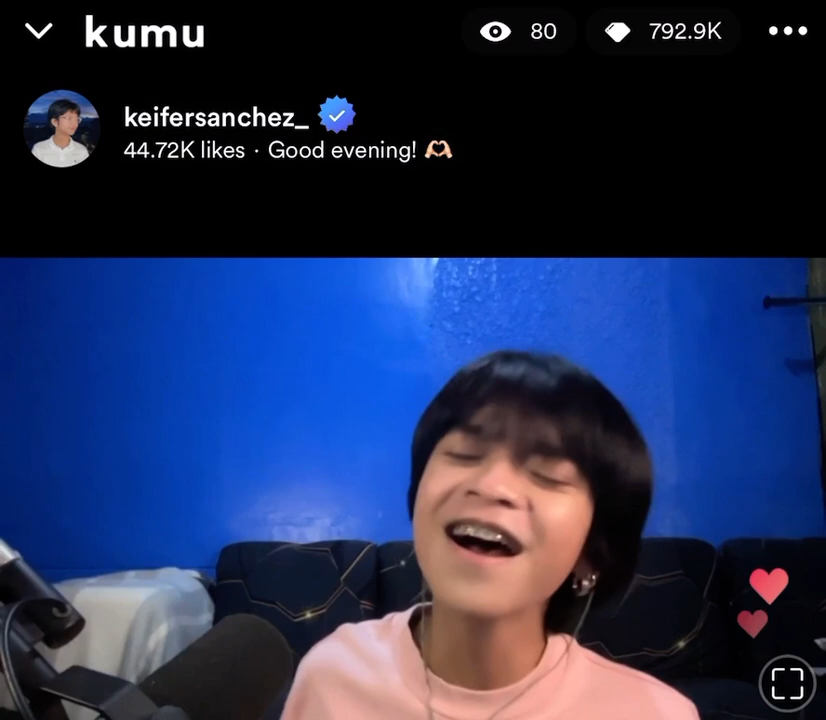 kumu
80
792.9K
keifersanchez_
44.72K likes · Good evening! 🫶🏻